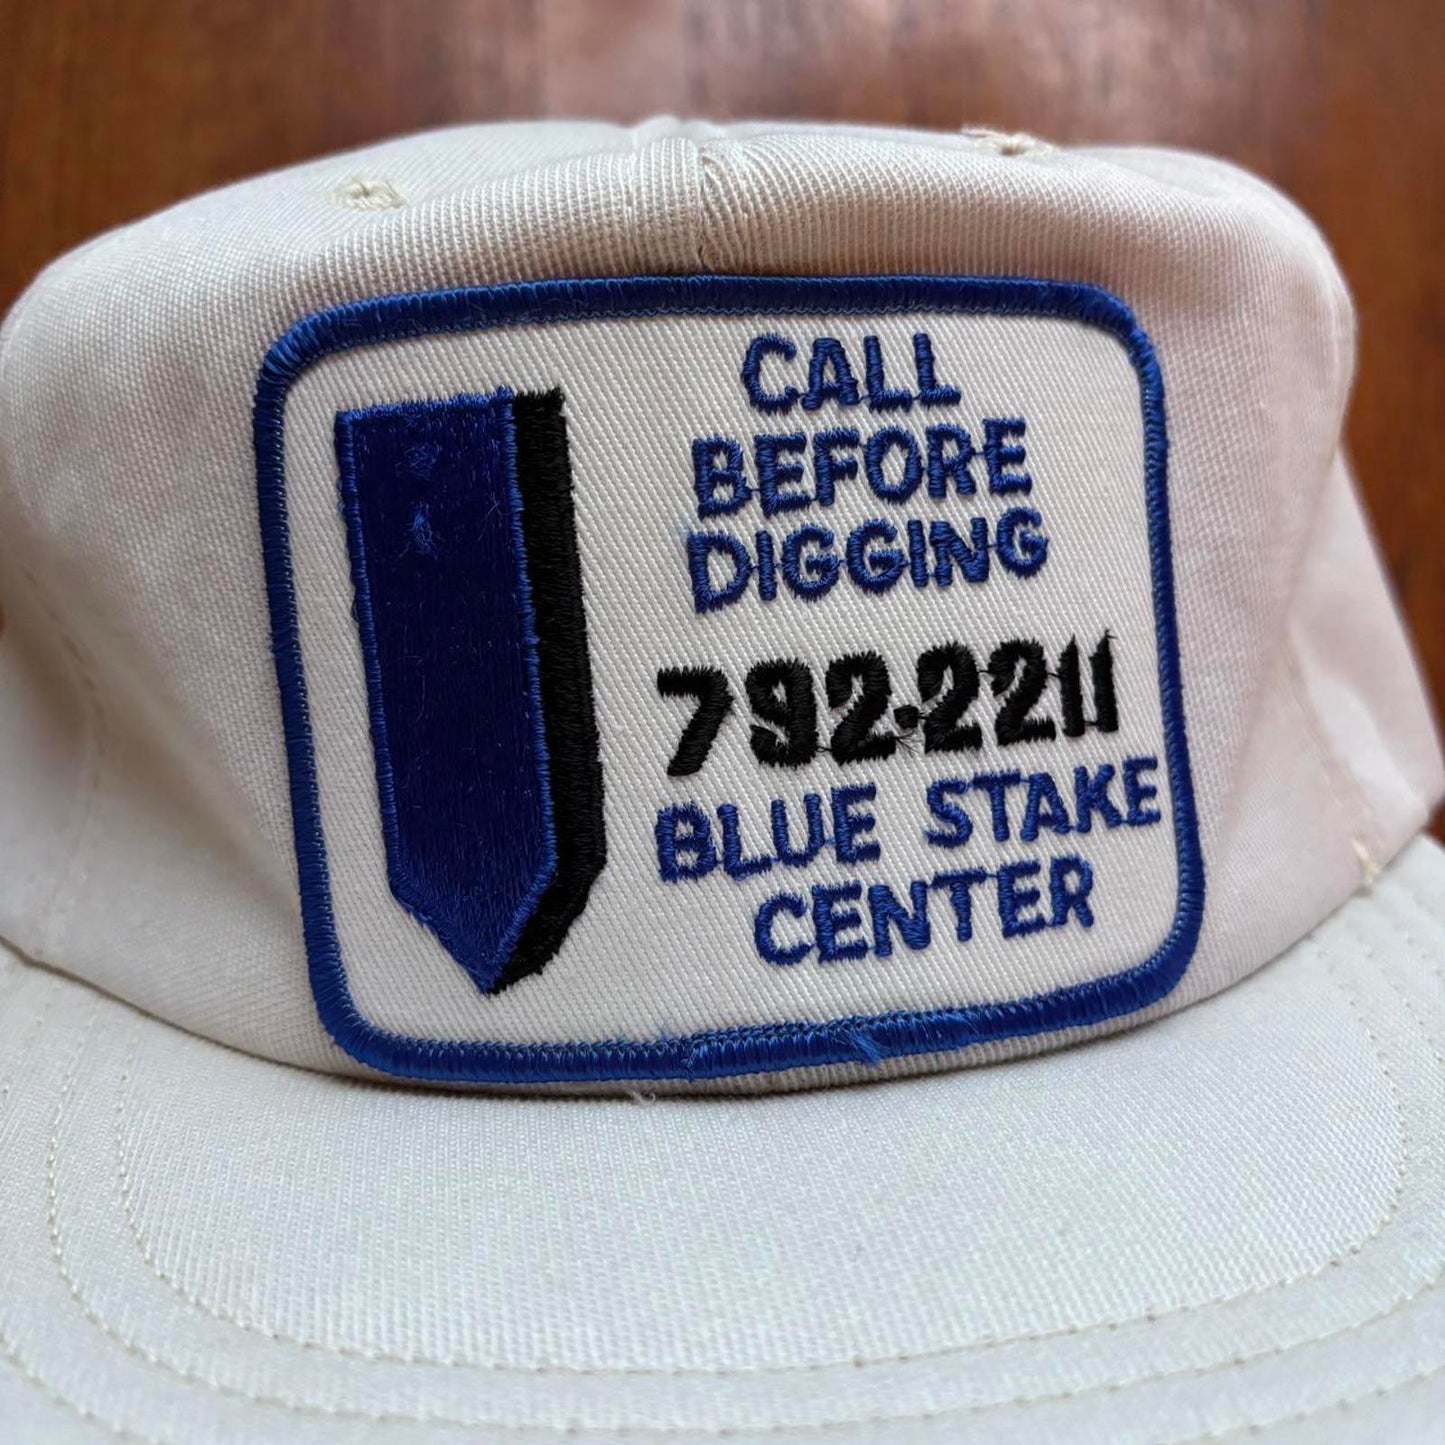 CALL
BEFORE
DIGGING
792-2211
BLUE STAKE
CENTER